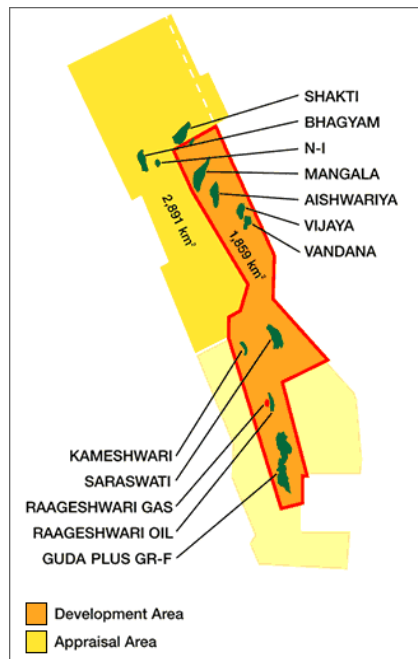 SHAKTI
BHAGYAM
N-I
MANGALA
AISHWARIYA
VIJAYA
VANDANA
2,891 km²
1,859 km²
KAMESHWARI
SARASWATI
RAAGESHWARI GAS
RAAGESHWARI OIL
GUDA PLUS GR-F
Development Area
Appraisal Area